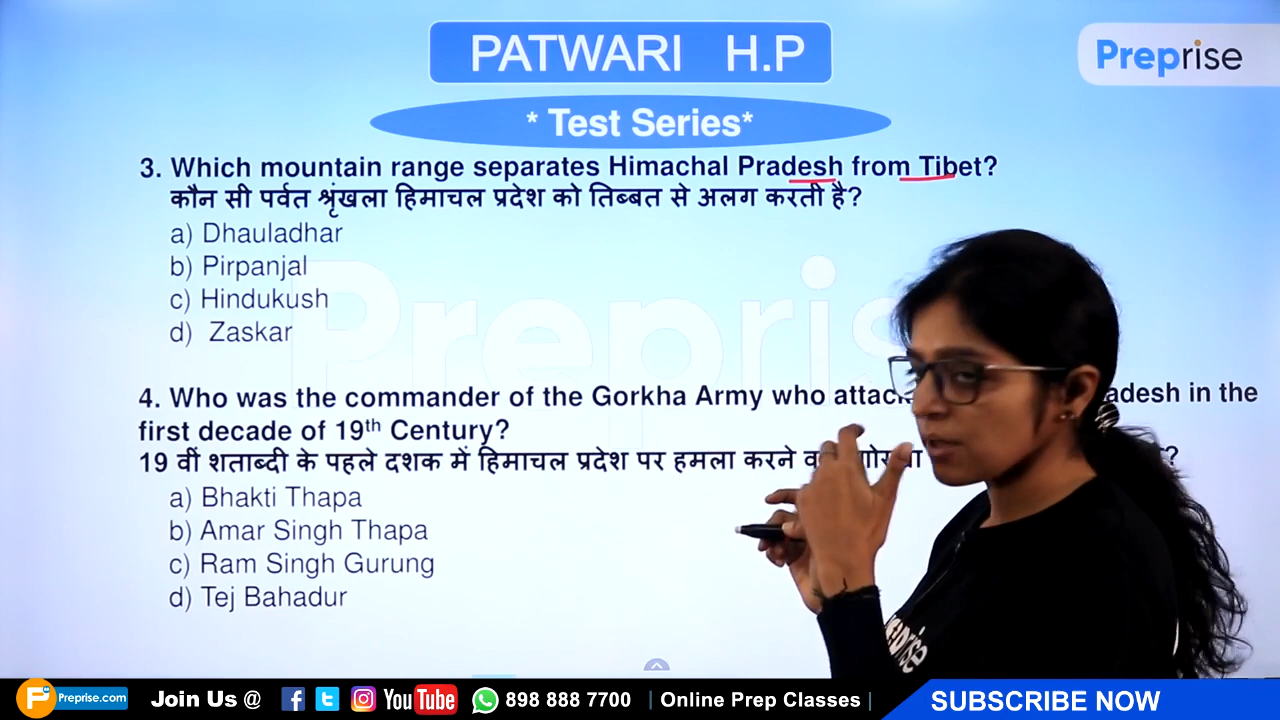 PATWARI H.P
Preprise
* Test Series*
3. Which mountain range separates Himachal Pradesh from Tibet?
कौन सी पर्वत श्रृंखला हिमाचल प्रदेश को तिब्बत से अलग करती है?
a) Dhauladhar
b) Pirpanjal
c) Hindukush
d) Zaskar
Preprise
4. Who was the commander of the Gorkha Army who in the
first decade of 19th Century?
19 वीं शताब्दी के पहले दशक में हिमाचल प्रदेश पर हमला करने
a) Bhakti Thapa
b) Amar Singh Thapa
c) Ram Singh Gurung
d) Tej Bahadur
Preprise.com Join Us @ YouTube 898 888 7700 | Online Prep Classes | SUBSCRIBE NOW